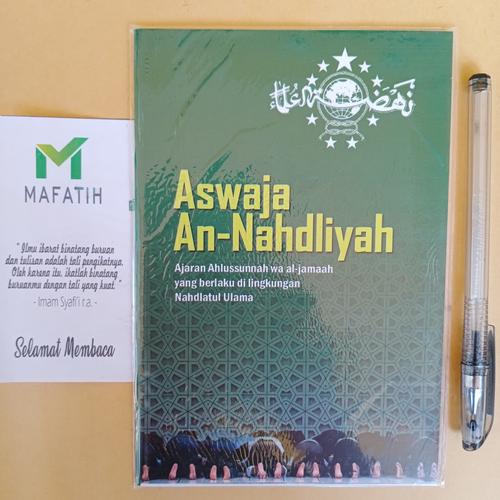 MAFATIH
" Ilmu ibarat binatang buruan
dan tulisan adalah tali pengikatnya.
Oleh karena itu, ikatlah binatang
buruanmu dengan tali yang kuat. "
- Imam Syafi'i r.a. -
Selamat Membaca
Aswaja
An-Nahdliyah
Ajaran Ahlussunnah wa al-jamaah
yang berlaku di lingkungan
Nahdlatul Ulama